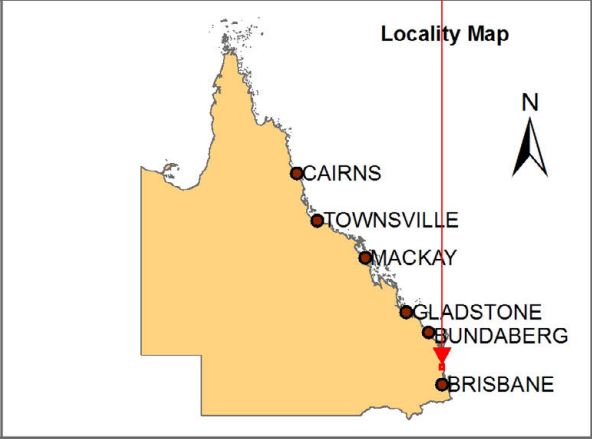 Locality Map
N
CAIRNS
TOWNSVILLE
MACKAY
GLADSTONE
BUNDABERG
BRISBANE